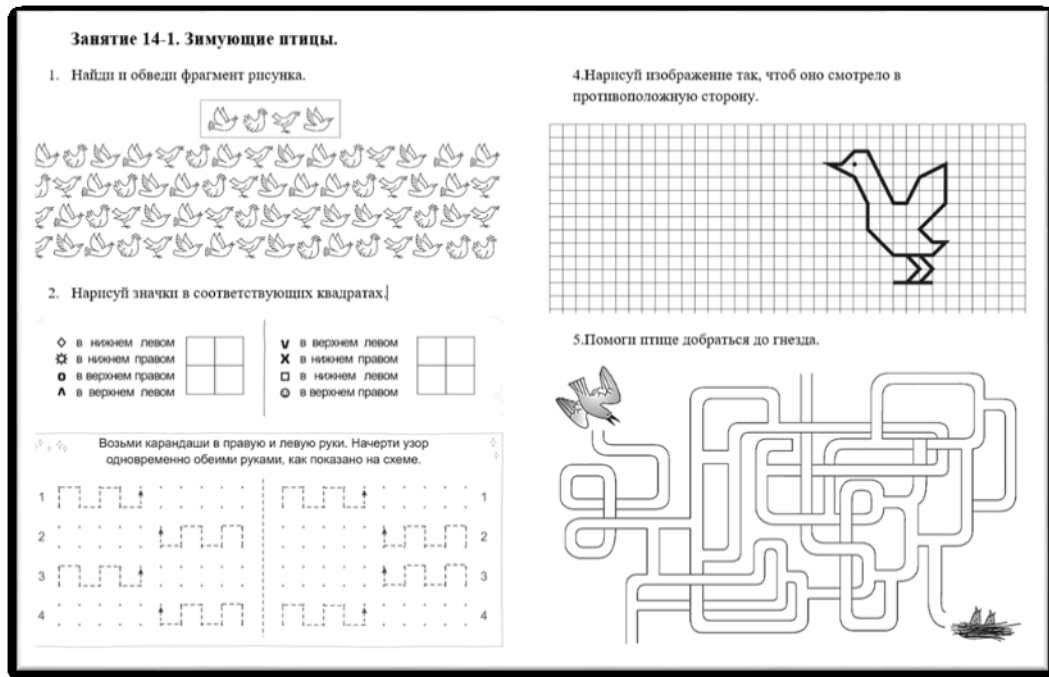 Занятие 14-1. Зимующие птицы.
1. Найди и обведи фрагмент рисунка.
2. Нарисуй значки в соответствующих квадратах.
◇ в нижнем левом
☼ в нижнем правом
o в верхнем правом
ʌ в верхнем левом
v в верхнем левом
X в нижнем правом
□ в нижнем левом
☺ в верхнем правом
Возьми карандаши в правую и левую руки. Начерти узор
одновременно обеими руками, как показано на схеме.
1 1
2 2
3 3
4 4
4.Нарисуй изображение так, чтоб оно смотрело в
противоположную сторону.
5.Помоги птице добраться до гнезда.